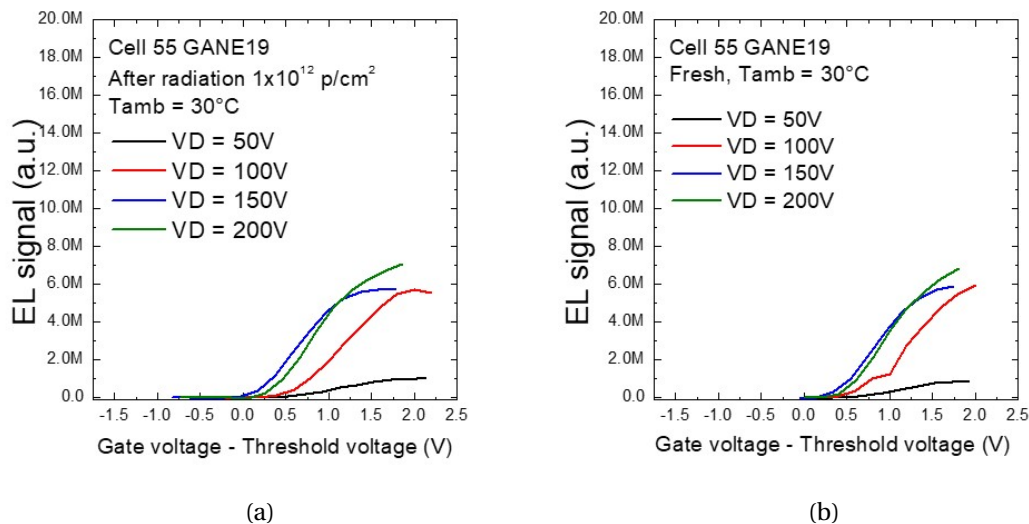 20.0M
18.0M
16.0M
14.0M
12.0M
10.0M
8.0M
6.0M
4.0M
2.0M
0.0
EL signal (a.u.)
Cell 55 GANE19
After radiation 1x10¹² p/cm²
Tamb = 30°C
VD = 50V
VD = 100V
VD = 150V
VD = 200V
-1.5 -1.0 -0.5 0.0 0.5 1.0 1.5 2.0 2.5
Gate voltage - Threshold voltage (V)
(a)
20.0M
18.0M
16.0M
14.0M
12.0M
10.0M
8.0M
6.0M
4.0M
2.0M
0.0
EL signal (a.u.)
Cell 55 GANE19
Fresh, Tamb = 30°C
VD = 50V
VD = 100V
VD = 150V
VD = 200V
-1.5 -1.0 -0.5 0.0 0.5 1.0 1.5 2.0 2.5
Gate voltage - Threshold voltage (V)
(b)